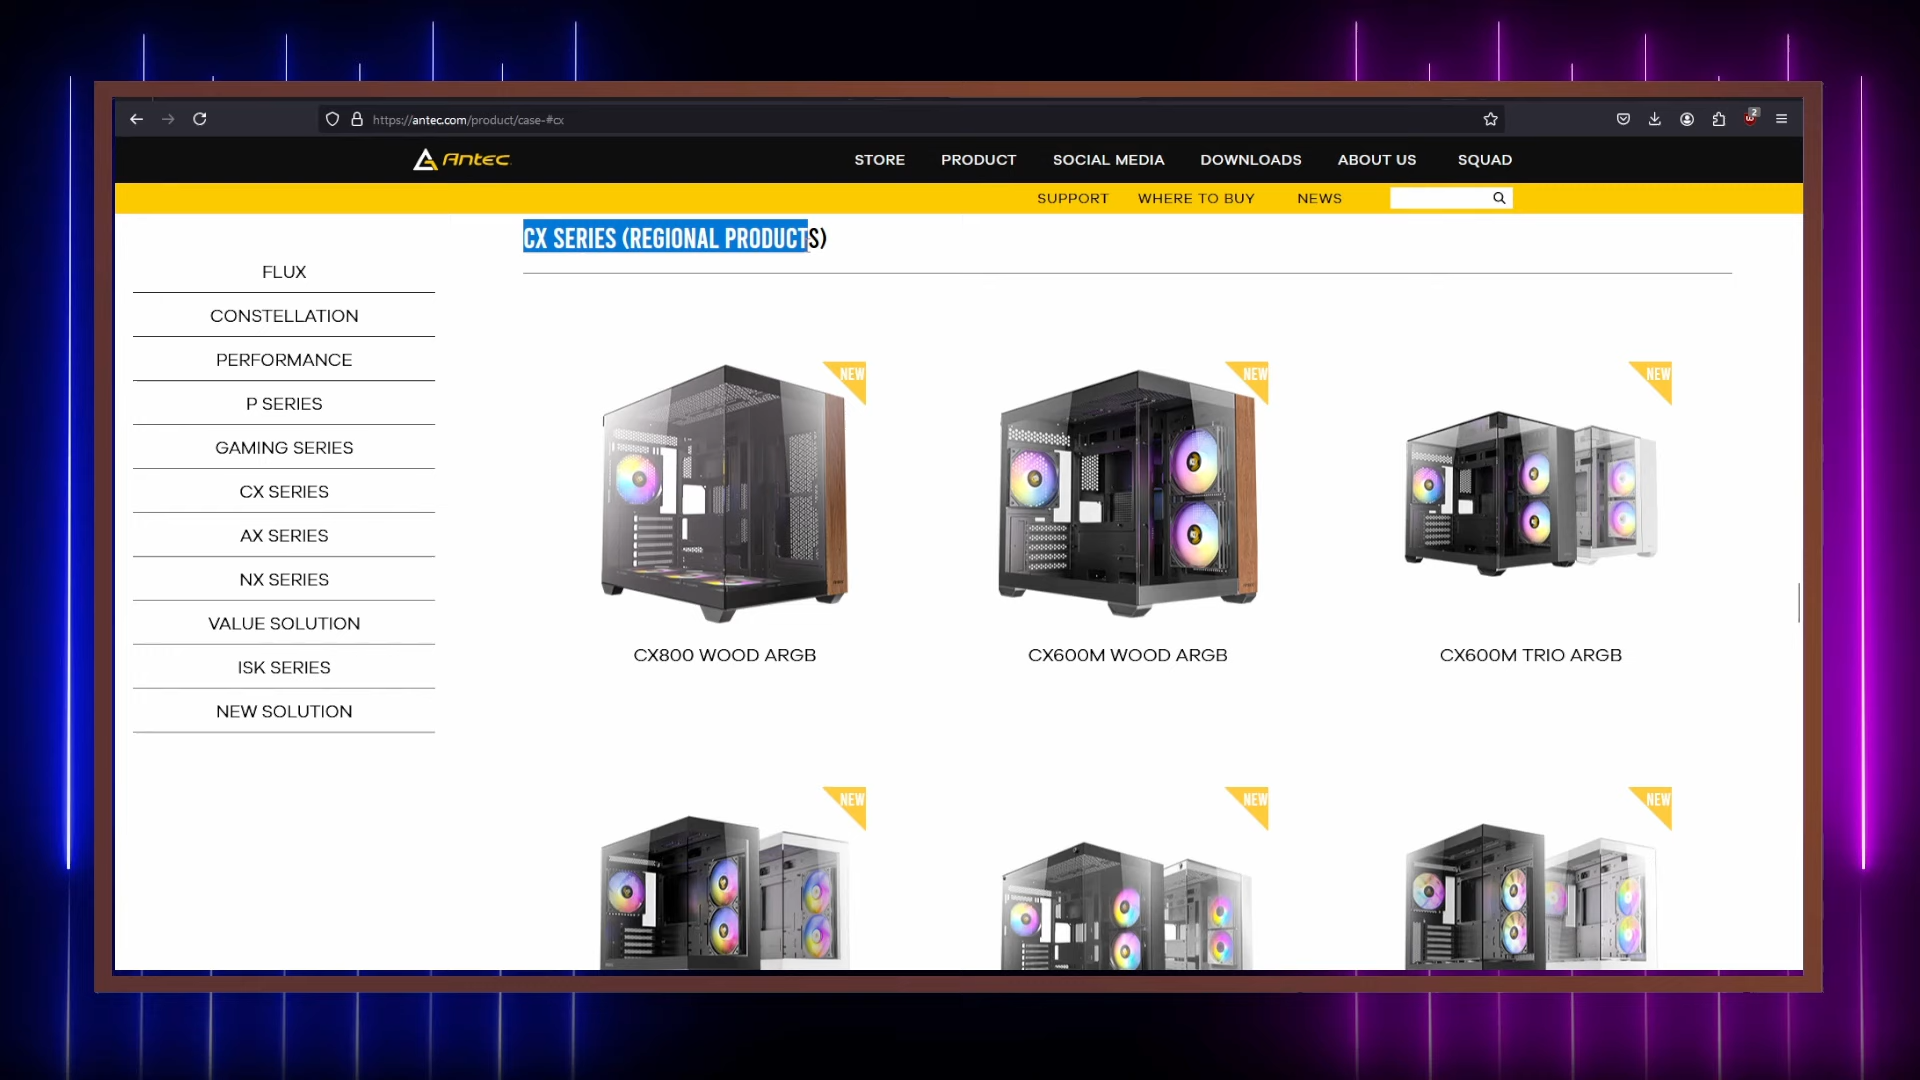 https://antec.com/product/case-#cx
2
Antec
STORE PRODUCT SOCIAL MEDIA DOWNLOADS ABOUT US SQUAD
SUPPORT WHERE TO BUY NEWS
CX SERIES (REGIONAL PRODUCTS)
FLUX
CONSTELLATION
PERFORMANCE
P SERIES
GAMING SERIES
CX SERIES
AX SERIES
NX SERIES
VALUE SOLUTION
ISK SERIES
NEW SOLUTION
NEW NEW NEW
CX800 WOOD ARGB CX600M WOOD ARGB CX600M TRIO ARGB
NEW NEW NEW